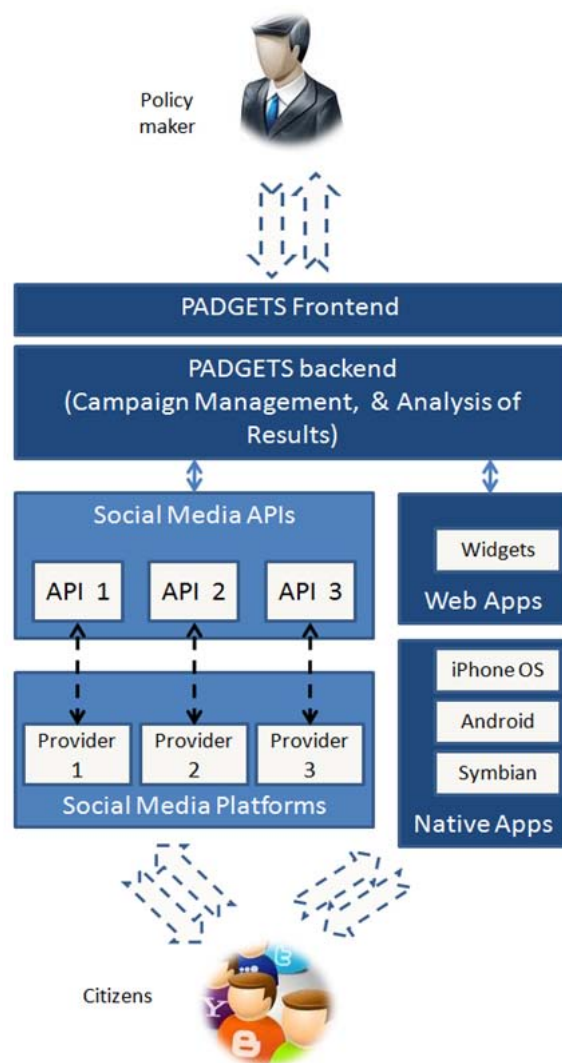 Policy
maker
PADGETS Frontend
PADGETS backend
(Campaign Management, & Analysis of
Results)
Social Media APIs
API 1
API 2
API 3
Widgets
Web Apps
Provider
1
Provider
2
Provider
3
Social Media Platforms
iPhone OS
Android
Symbian
Native Apps
Citizens